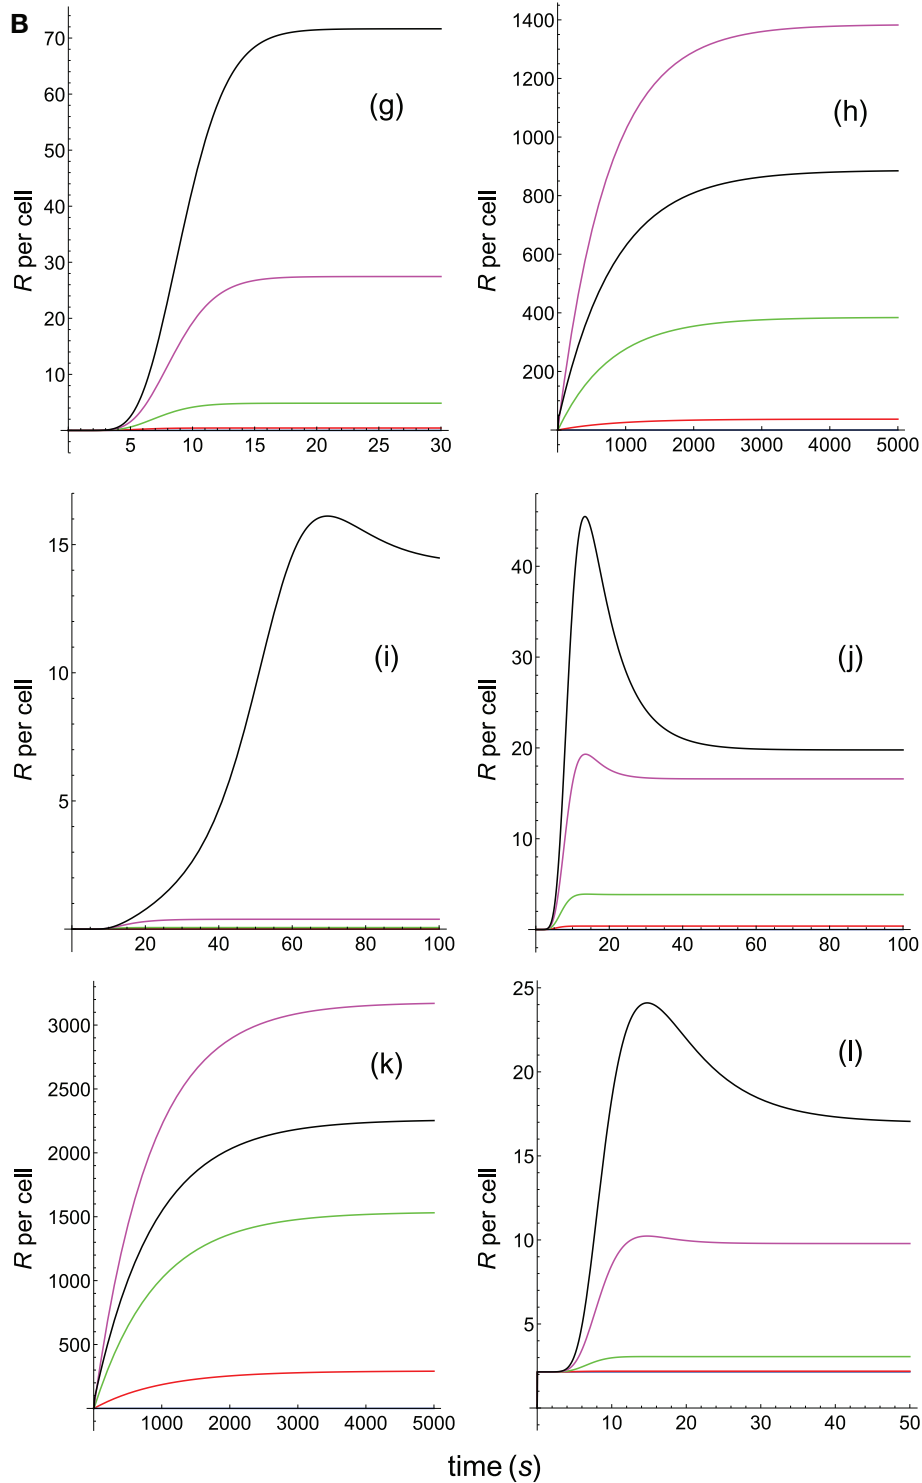 B
70
60
50
40
30
20
10
R per cell
(g)
5 10 15 20 25 30
1400
1200
1000
800
600
400
200
R per cell
(h)
1000 2000 3000 4000 5000
15
10
5
R per cell
(i)
20 40 60 80 100
40
30
20
10
R per cell
(j)
20 40 60 80 100
3000
2500
2000
1500
1000
500
R per cell
(k)
1000 2000 3000 4000 5000
25
20
15
10
5
R per cell
(l)
10 20 30 40 50
time (s)